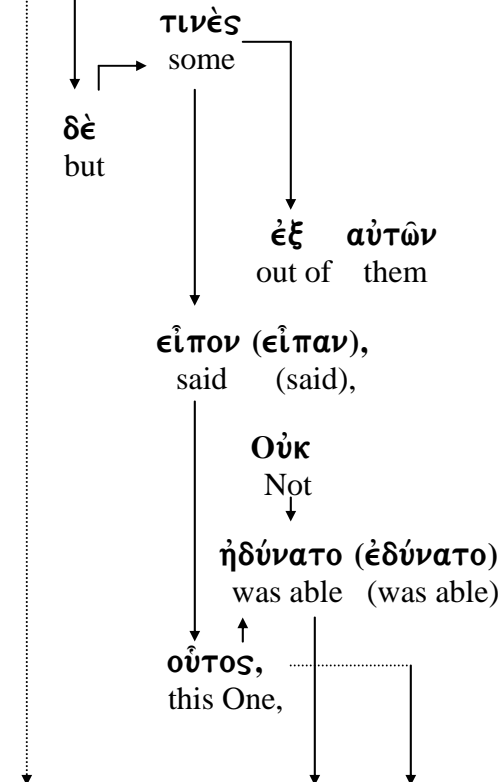 τινὲς
some
δὲ
but
ἐξ αὐτῶν
out of them
εἶπον (εἶπαν),
said (said),
Οὐκ
Not
ἠδύνατο (ἐδύνατο)
was able (was able)
οὗτος,
this One,